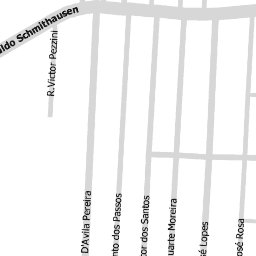 ldo Schmithausen
R.Victor Pezzini
D'Avila Pereira
nto dos Passos
tor dos Santos
uarte Moreira
sé Lopes
osé Rosa